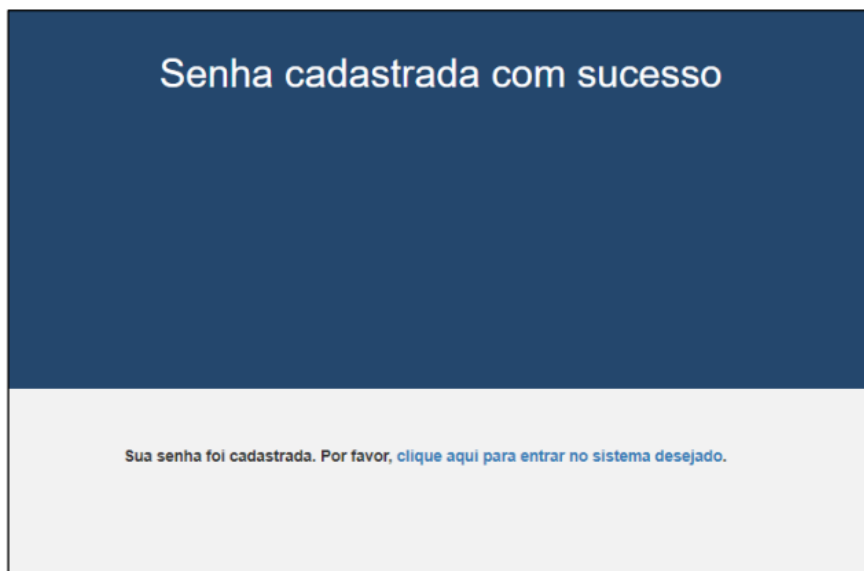 Senha cadastrada com sucesso
Sua senha foi cadastrada. Por favor, clique aqui para entrar no sistema desejado.